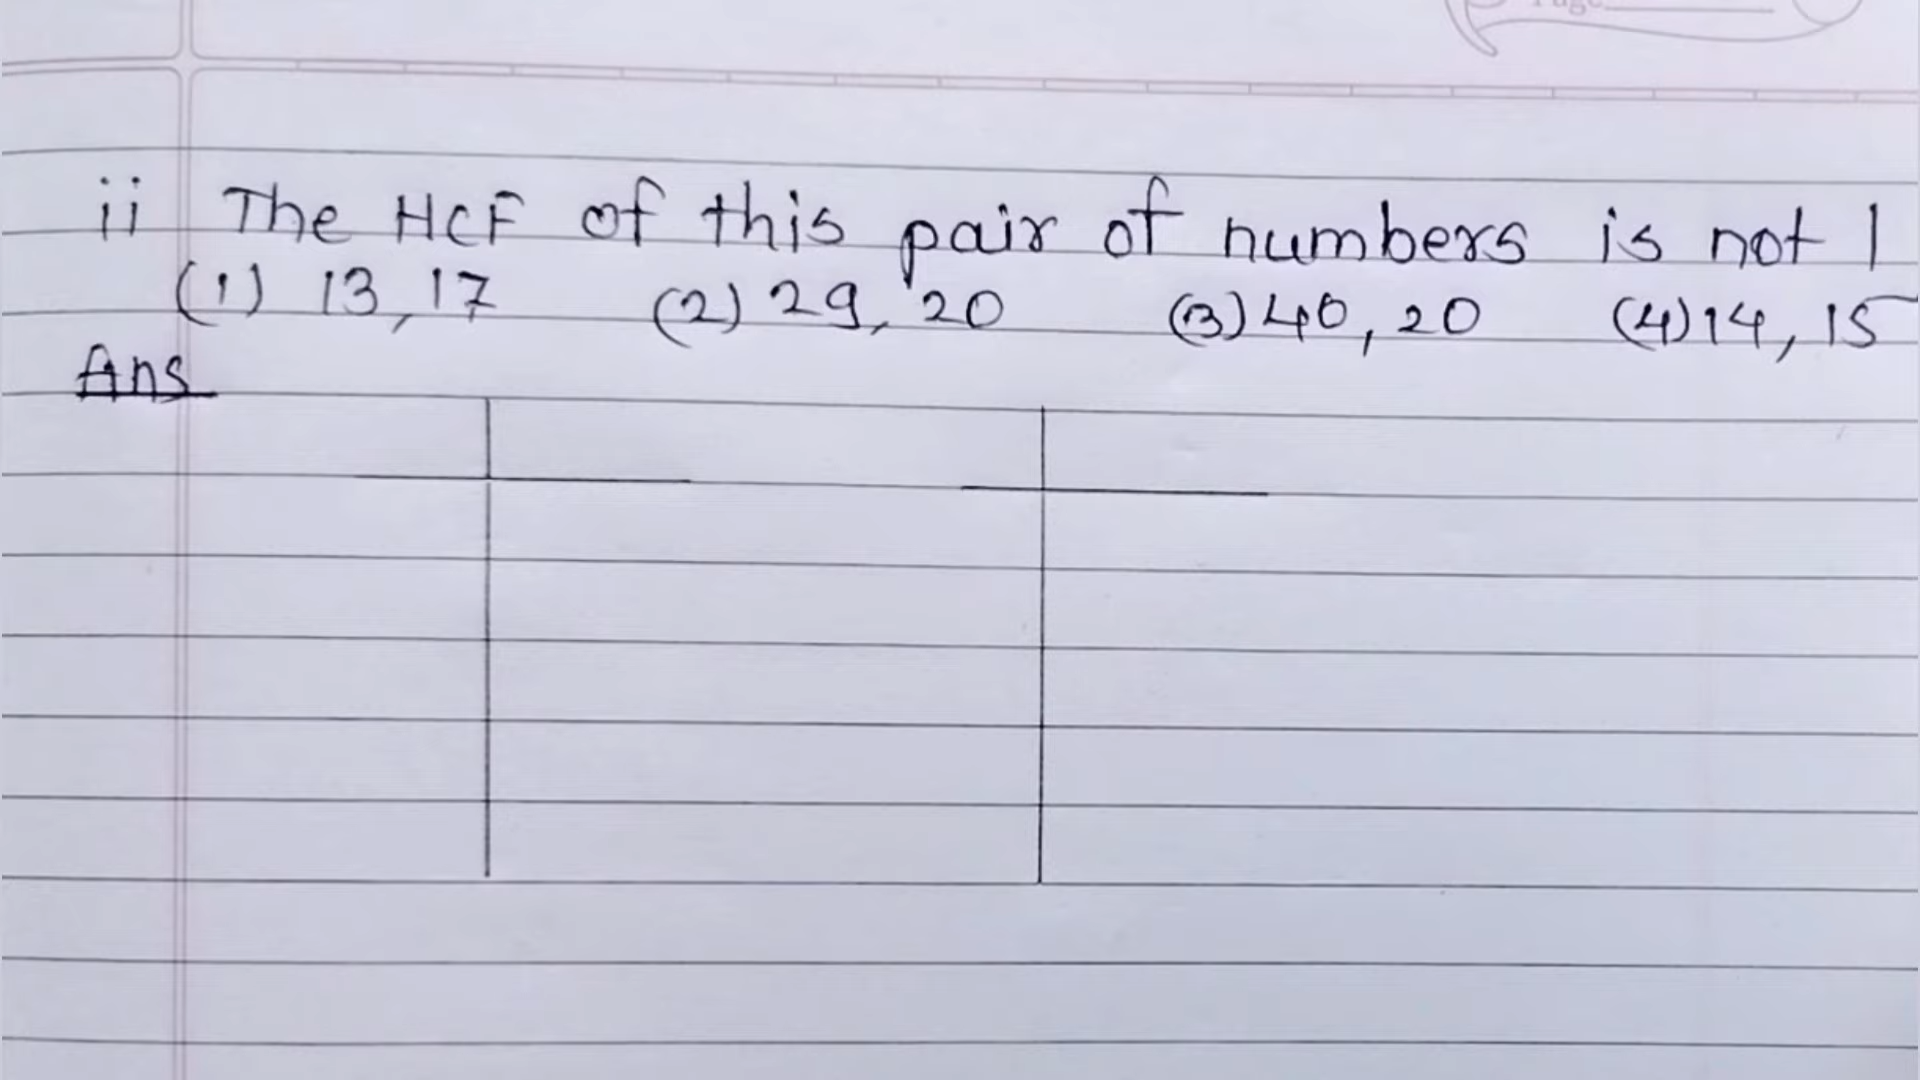 Page
ii The HCF of this pair of numbers is not 1
(1) 13, 17 (2) 29, 20 (3) 40, 20 (4) 14, 15
Ans